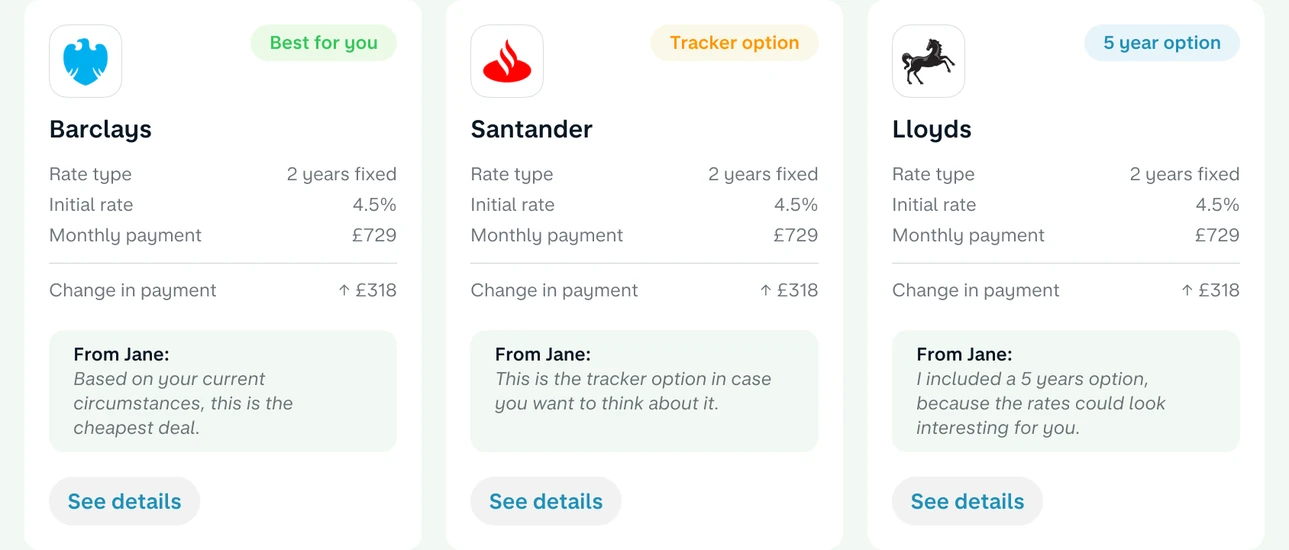 Best for you
Barclays
Rate type 2 years fixed
Initial rate 4.5%
Monthly payment £729
Change in payment ↑ £318
From Jane:
Based on your current
circumstances, this is the
cheapest deal.
See details
Tracker option
Santander
Rate type 2 years fixed
Initial rate 4.5%
Monthly payment £729
Change in payment ↑ £318
From Jane:
This is the tracker option in case
you want to think about it.
See details
5 year option
Lloyds
Rate type 2 years fixed
Initial rate 4.5%
Monthly payment £729
Change in payment ↑ £318
From Jane:
I included a 5 years option,
because the rates could look
interesting for you.
See details